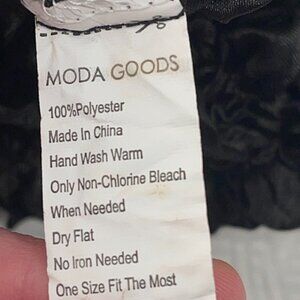 MODA GOODS
100%Polyester
Made In China
Hand Wash Warm
Only Non-Chlorine Bleach
When Needed
Dry Flat
No Iron Needed
One Size Fit The Most